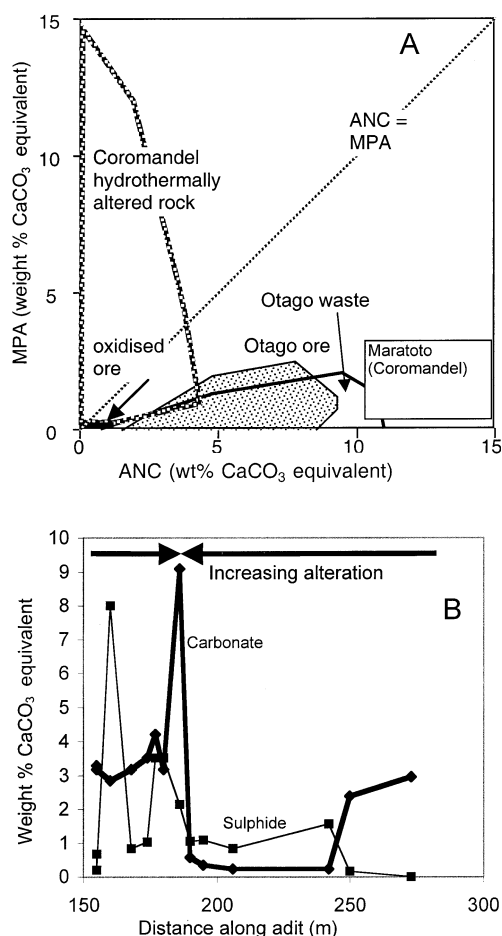 15
A
ANC =
MPA
MPA (weight % CaCO₃ equivalent)
10
Coromandel
hydrothermally
altered rock
5
Otago waste
oxidised
ore
Otago ore
Maratoto
(Coromandel)
0
0
5
10
15
ANC (wt% CaCO₃ equivalent)
10
9
8
7
6
5
4
3
2
1
0
Increasing alteration
B
Carbonate
Weight % CaCO₃ equivalent
Sulphide
150
200
250
300
Distance along adit (m)